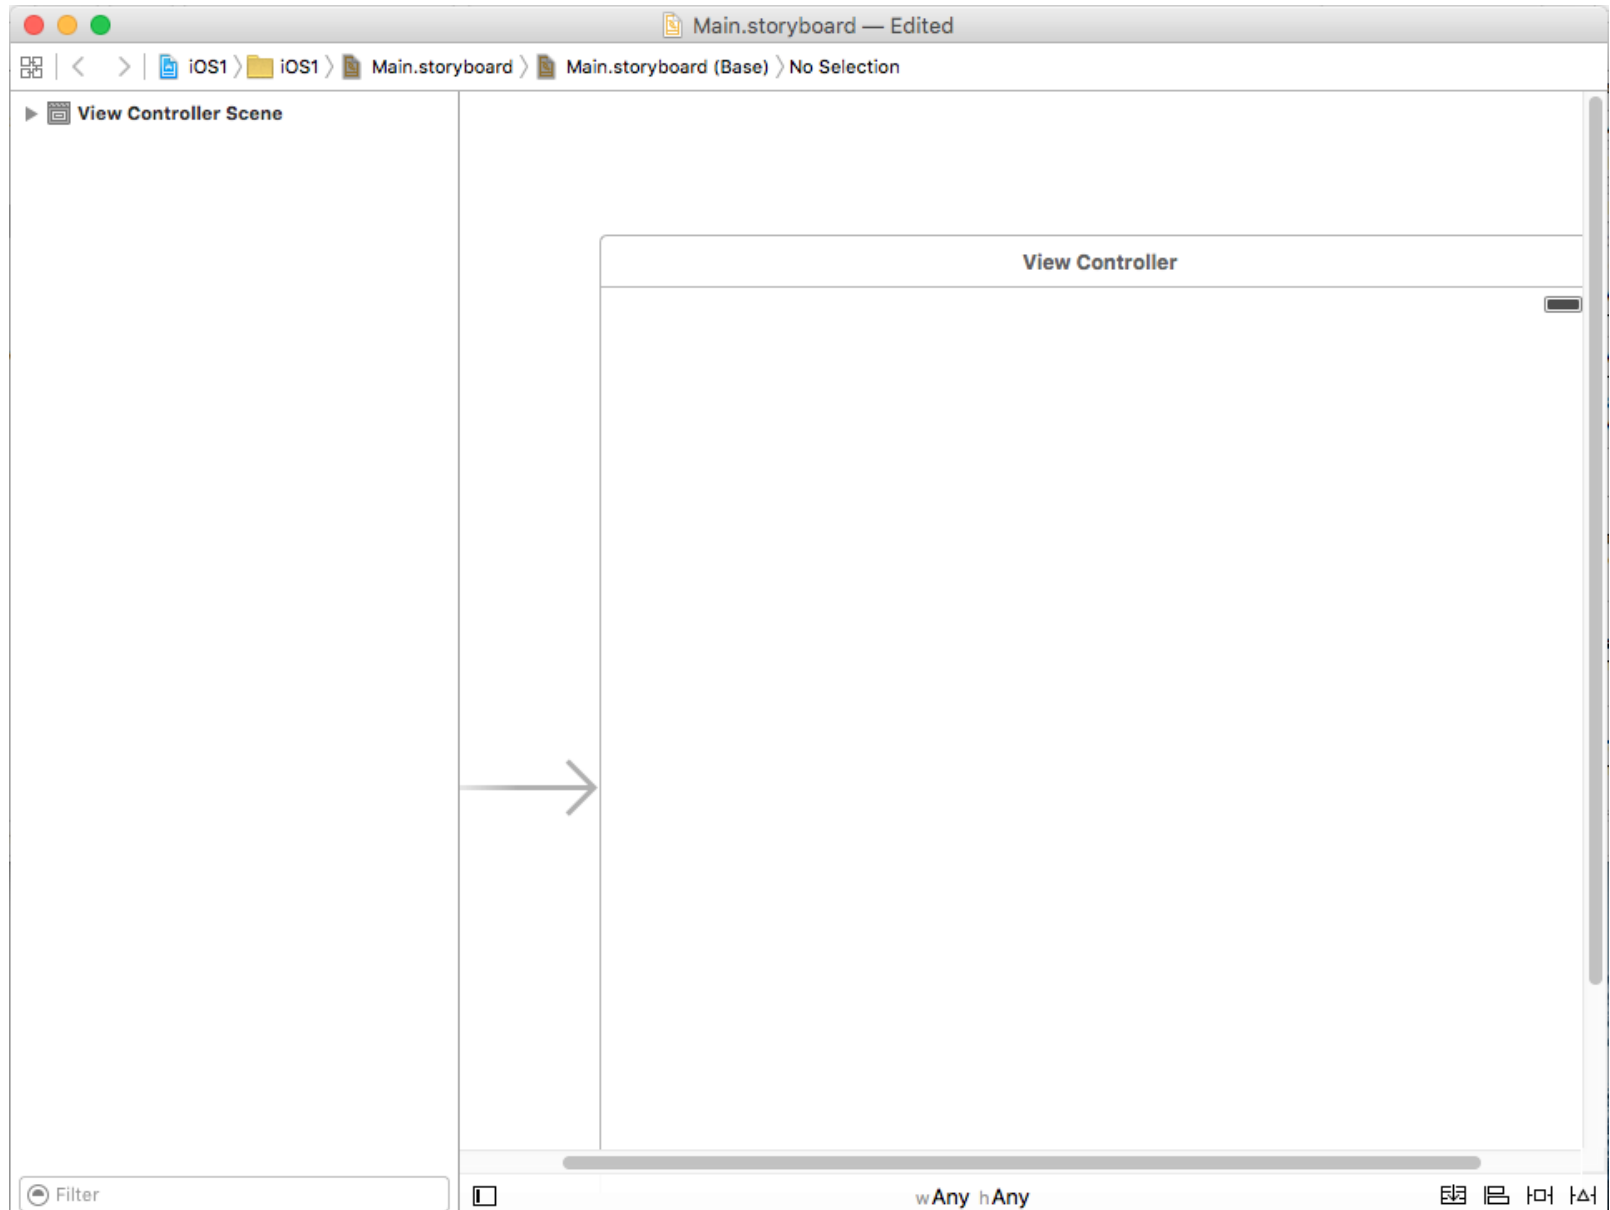 Main.storyboard — Edited
iOS1 iOS1 Main.storyboard Main.storyboard (Base) No Selection
View Controller Scene
View Controller
Filter
wAny hAny